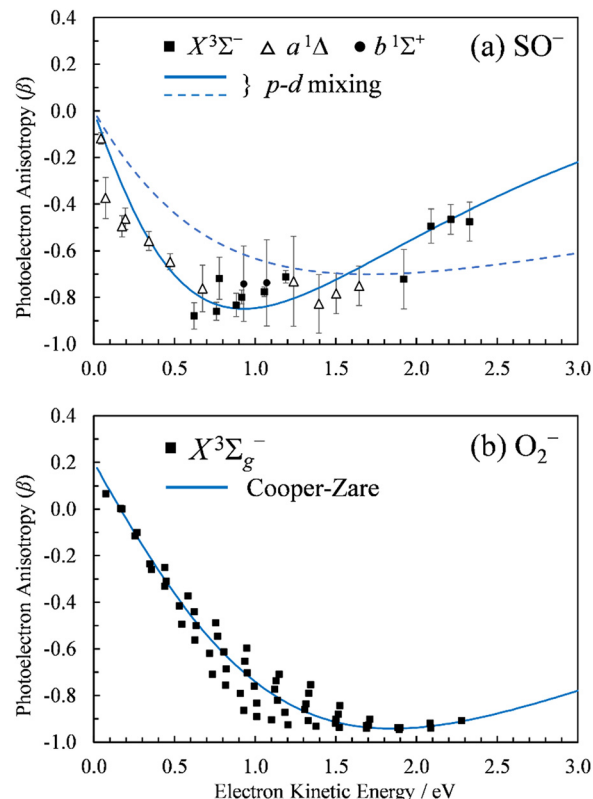 0.4
0.2
0.0
-0.2
-0.4
-0.6
-0.8
-1.0
Photoelectron Anisotropy (β)
X³Σ⁻ a¹Δ b¹Σ⁺ (a) SO⁻
} p-d mixing
0.0 0.5 1.0 1.5 2.0 2.5 3.0
0.4
0.2
0.0
-0.2
-0.4
-0.6
-0.8
-1.0
Photoelectron Anisotropy (β)
X³Σg⁻ (b) O₂⁻
Cooper-Zare
0.0 0.5 1.0 1.5 2.0 2.5 3.0
Electron Kinetic Energy / eV